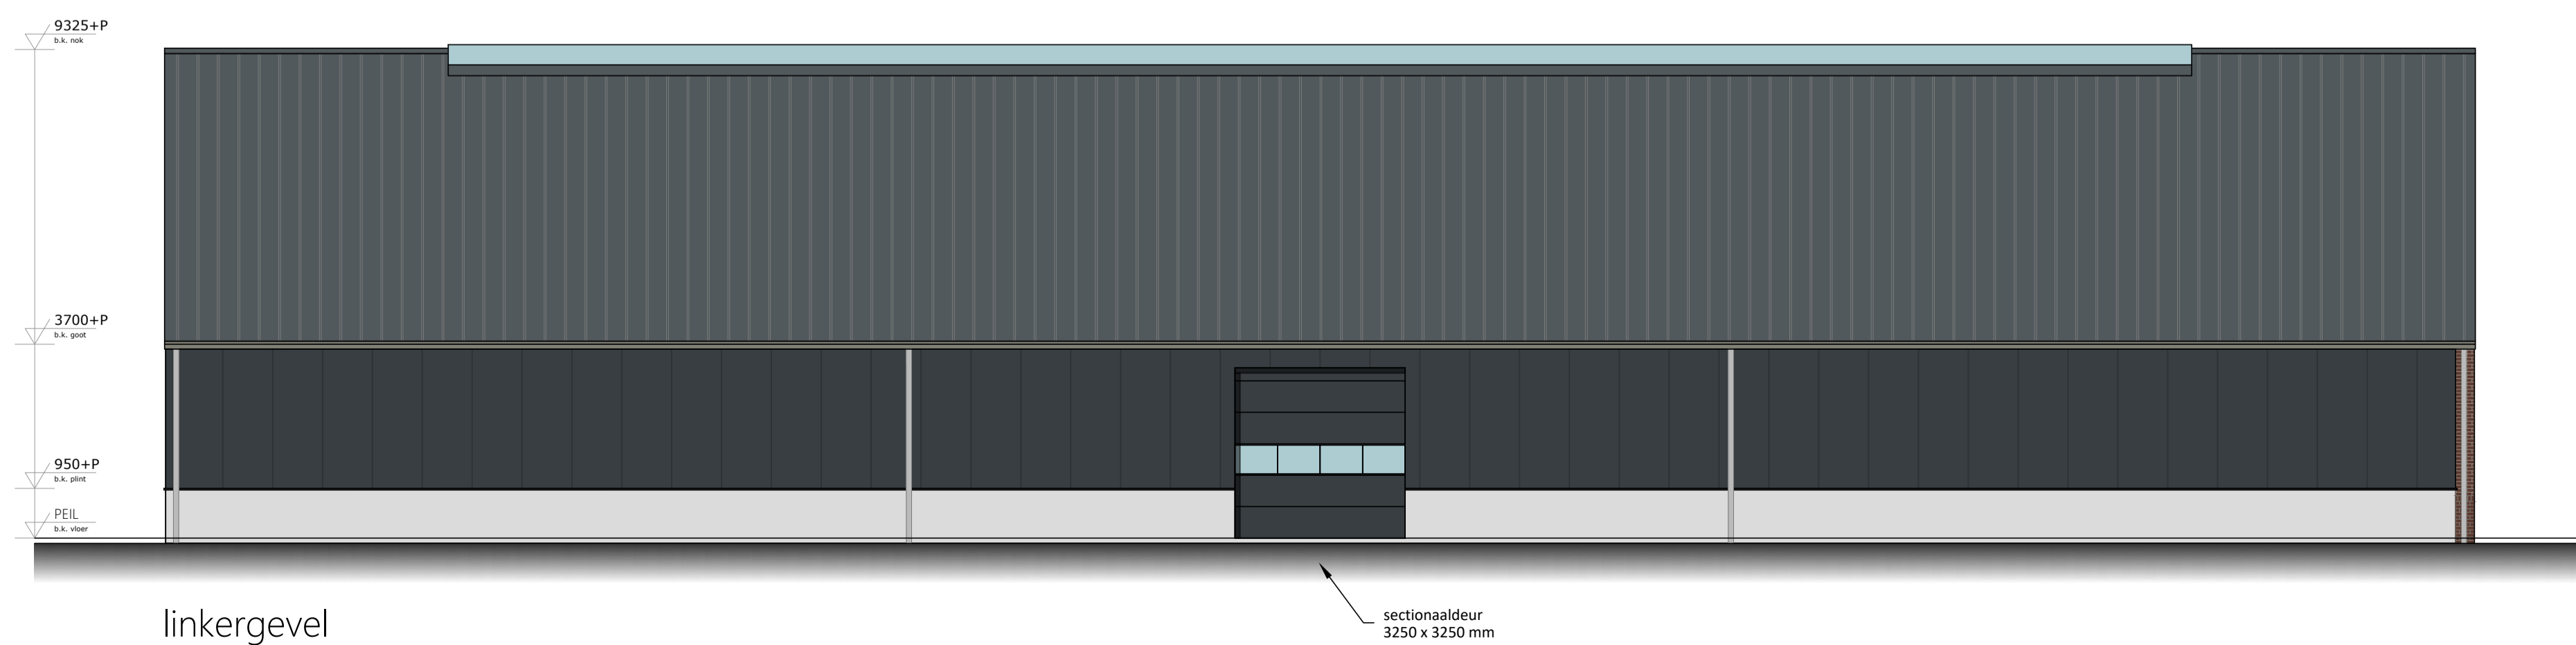 9325+P
b.k. nok
3700+P
b.k. goot
950+P
b.k. plint
PEIL
b.k. vloer
linkergevel
sectionaaldeur
3250 x 3250 mm